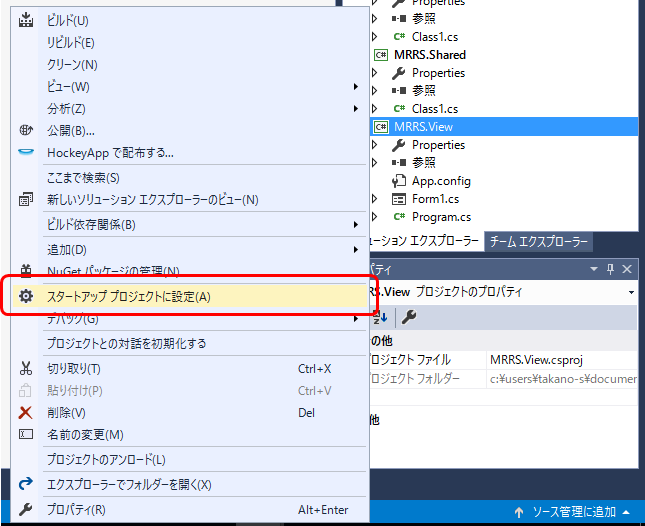 ビルド(U)
リビルド(E)
クリーン(N)
ビュー(W)
分析(Z)
公開(B)...
HockeyApp で配布する...
ここまで検索(S)
新しいソリューション エクスプローラーのビュー(N)
ビルド依存関係(B)
追加(D)
NuGet パッケージの管理(N)
スタートアップ プロジェクトに設定(A)
デバッグ(G)
プロジェクトとの対話を初期化する
切り取り(T) Ctrl+X
貼り付け(P) Ctrl+V
削除(V) Del
名前の変更(M)
プロジェクトのアンロード(L)
エクスプローラーでフォルダーを開く(X)
プロパティ(R) Alt+Enter
参照
C# Class1.cs
C# MRRS.Shared
Properties
参照
C# Class1.cs
C# MRRS.View
Properties
参照
App.config
Form1.cs
C# Program.cs
ーション エクスプローラー チーム エクスプローラー
パティ
RS.View プロジェクトのプロパティ
の他
プロジェクト ファイル MRRS.View.csproj
プロジェクト フォルダー c:¥users¥takano-s¥documer
他
ソース管理に追加